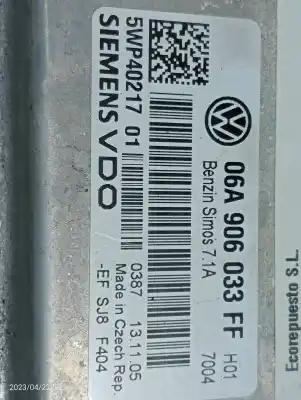 06A 906 033 FF
H01
Benzin Simos 7.1A
7004
5WP40217 01
SIEMENS VDO
0387 13.11.05
Made in Czech Rep.
-EF SJ8 F404
Ecorepuestos S.L.
2023/04/22